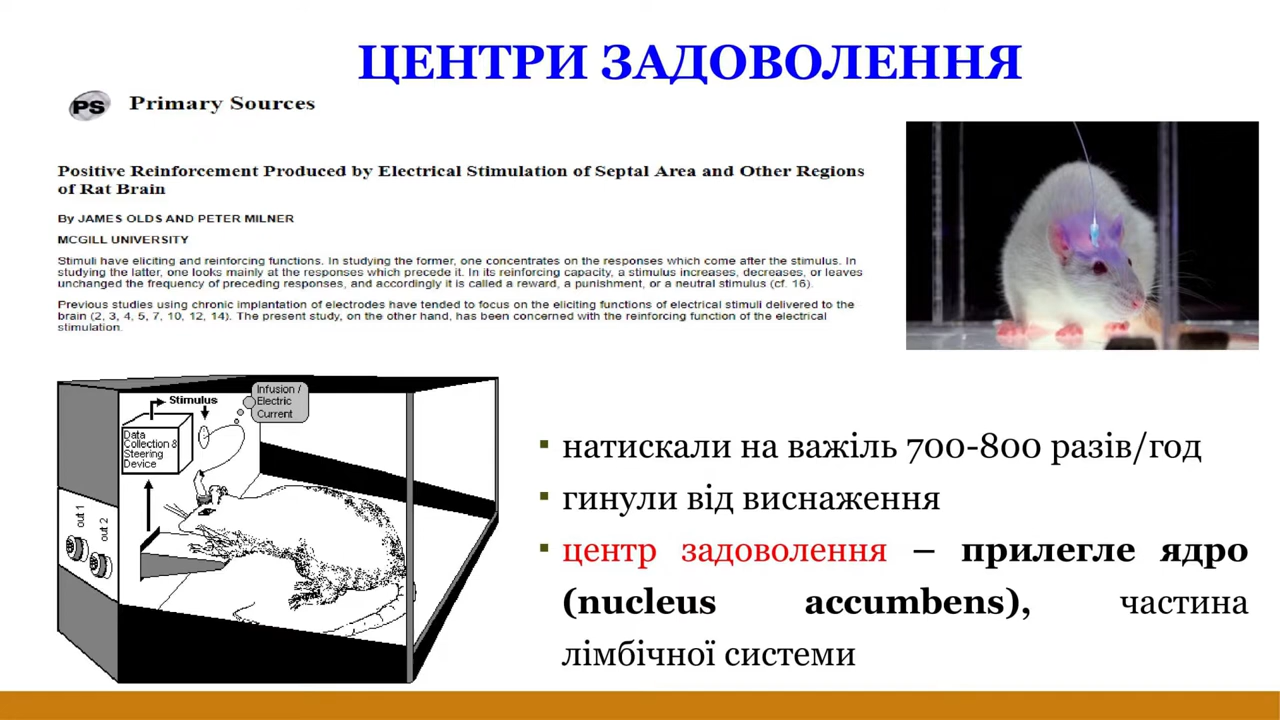 ЦЕНТРИ ЗАДОВОЛЕННЯ
PS Primary Sources
Positive Reinforcement Produced by Electrical Stimulation of Septal Area and Other Regions
of Rat Brain
By JAMES OLDS AND PETER MILNER
MCGILL UNIVERSITY
Stimuli have eliciting and reinforcing functions. In studying the former, one concentrates on the responses which come after the stimulus. In
studying the latter, one looks mainly at the responses which precede it. In its reinforcing capacity, a stimulus increases, decreases, or leaves
unchanged the frequency of preceding responses, and accordingly it is called a reward, a punishment, or a neutral stimulus (cf. 16).
Previous studies using chronic implantation of electrodes have tended to focus on the eliciting functions of electrical stimuli delivered to the
brain (2, 3, 4, 5, 7, 10, 12, 14). The present study, on the other hand, has been concerned with the reinforcing function of the electrical
stimulation.
Stimulus
Infusion /
Electric
Current
Data
Collection &
Steering
Device
out 1
out 2
▪ натискали на важіль 700-800 разів/год
▪ гинули від виснаження
▪ центр задоволення – прилегле ядро
(nucleus accumbens), частина
лімбічної системи